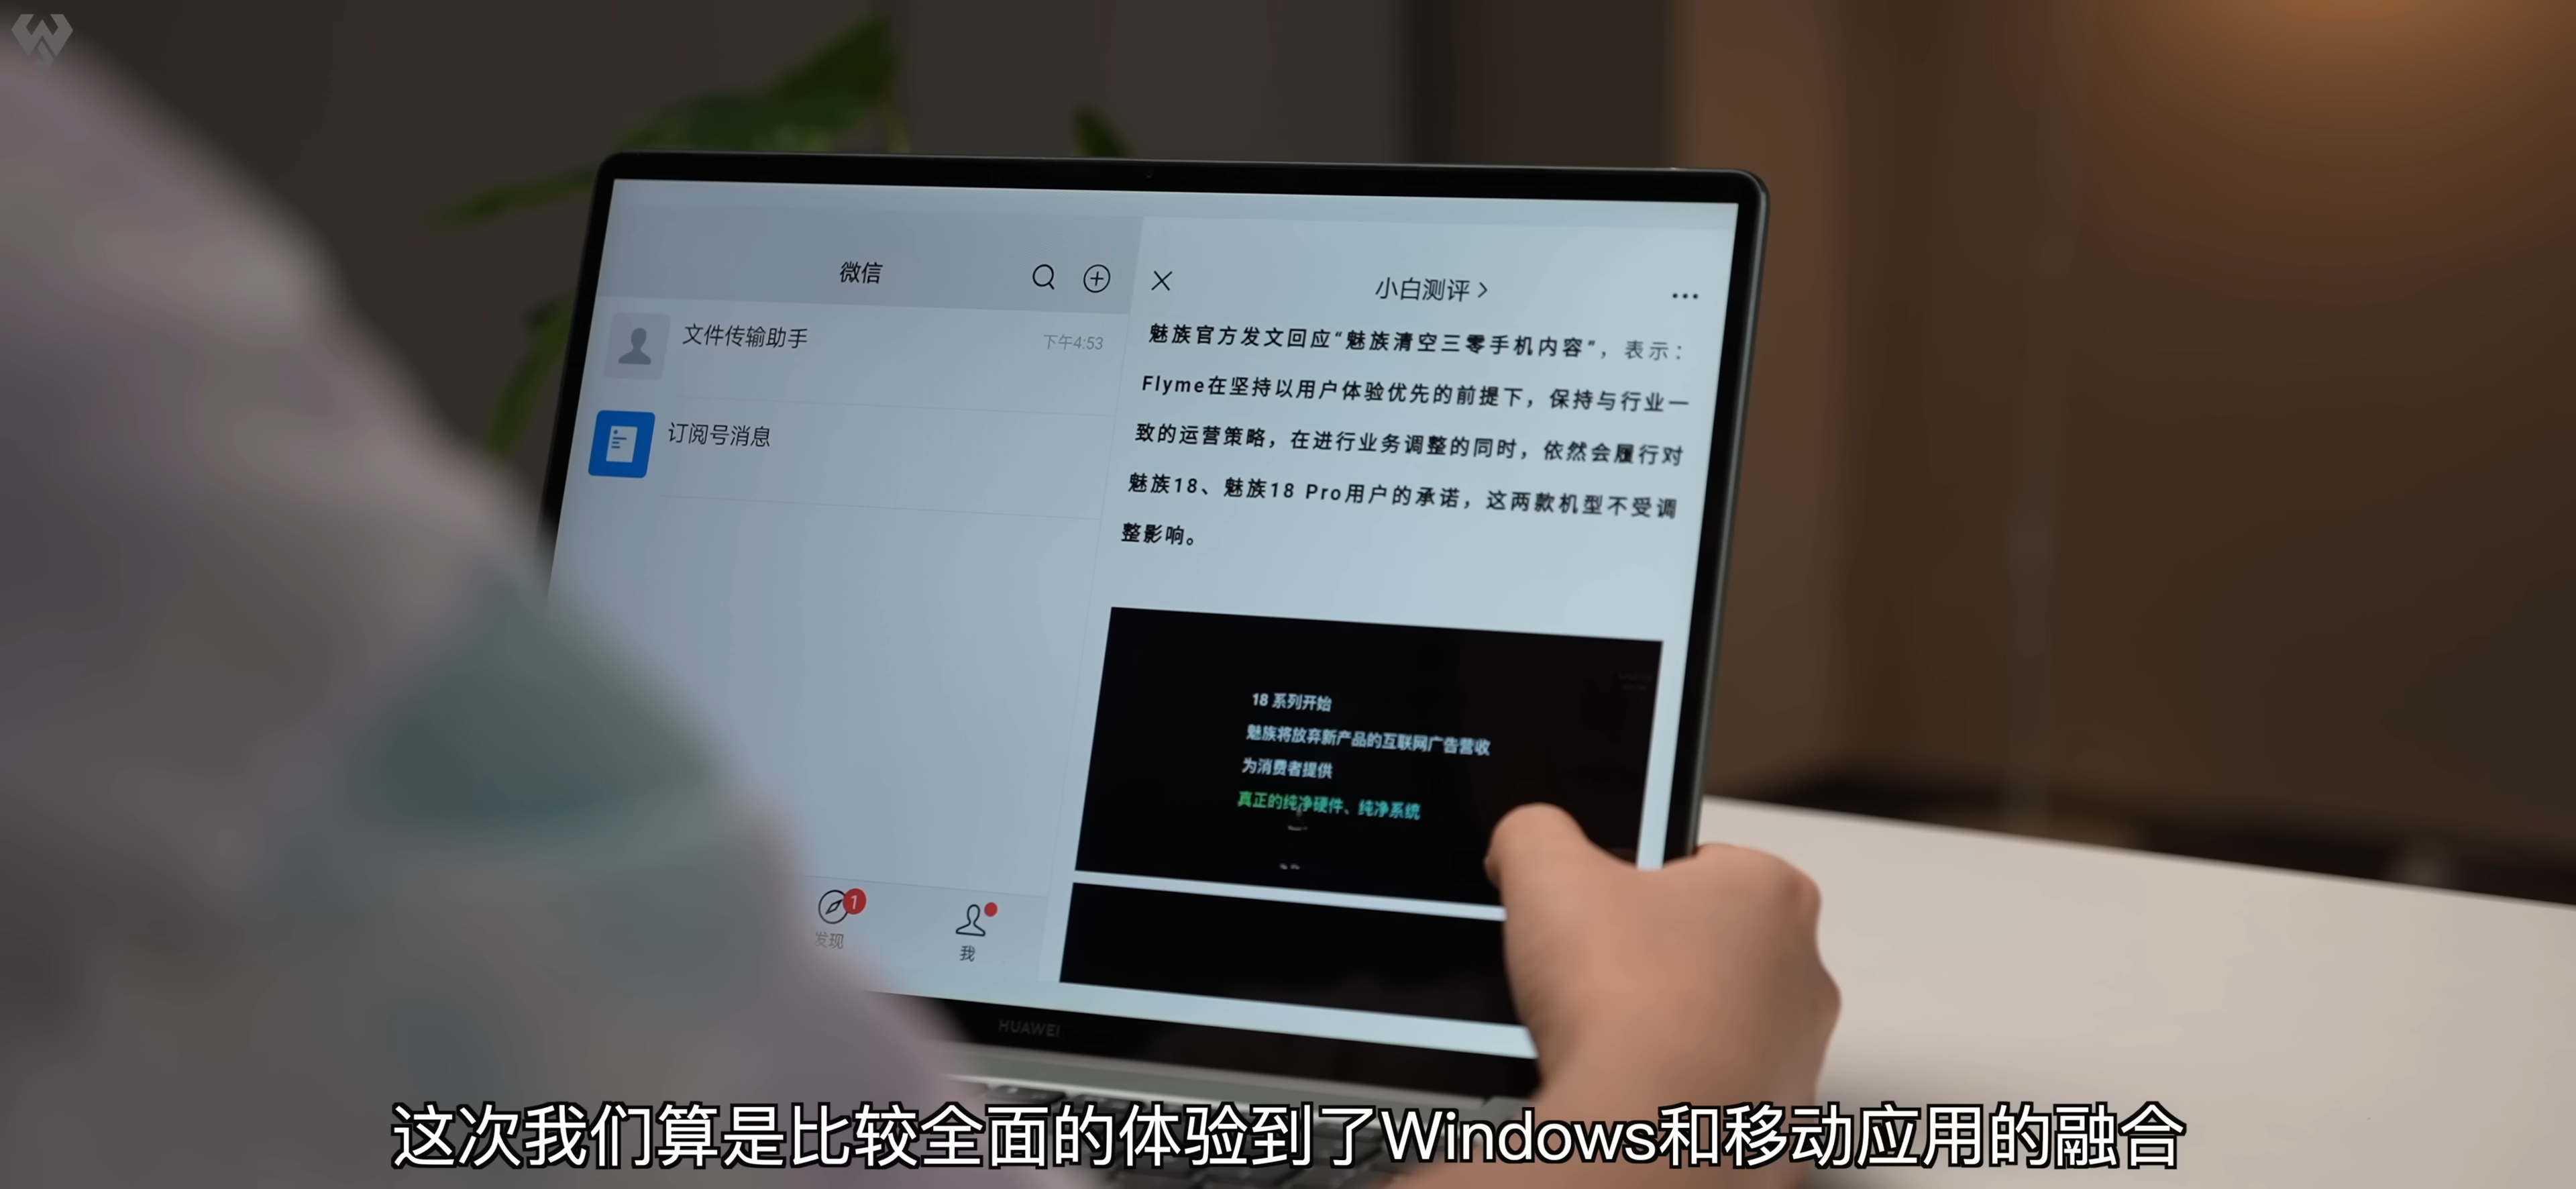 微信
文件传输助手
下午4:53
订阅号消息
1
发现
我
小白测评
魅族官方发文回应“魅族清空三零手机内容”，表示：
Flyme在坚持以用户体验优先的前提下，保持与行业一
致的运营策略，在进行业务调整的同时，依然会履行对
魅族18、魅族18 Pro用户的承诺，这两款机型不受调
整影响。
18 系列开始
魅族将放弃新产品的互联网广告营收
为消费者提供
真正的纯净硬件、纯净系统
HUAWEI
这次我们算是比较全面的体验到了Windows和移动应用的融合